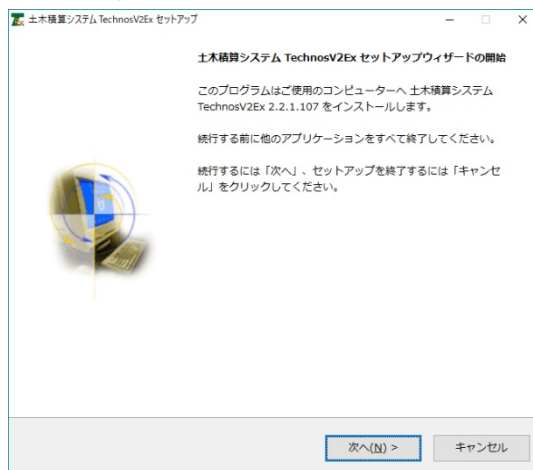 土木積算システム TechnosV2Ex セットアップ
土木積算システム TechnosV2Ex セットアップウィザードの開始
このプログラムはご使用のコンピューターへ 土木積算システム
TechnosV2Ex 2.2.1.107 をインストールします。
続行する前に他のアプリケーションをすべて終了してください。
続行するには「次へ」、セットアップを終了するには「キャンセ
ル」をクリックしてください。
次へ(N) >
キャンセル